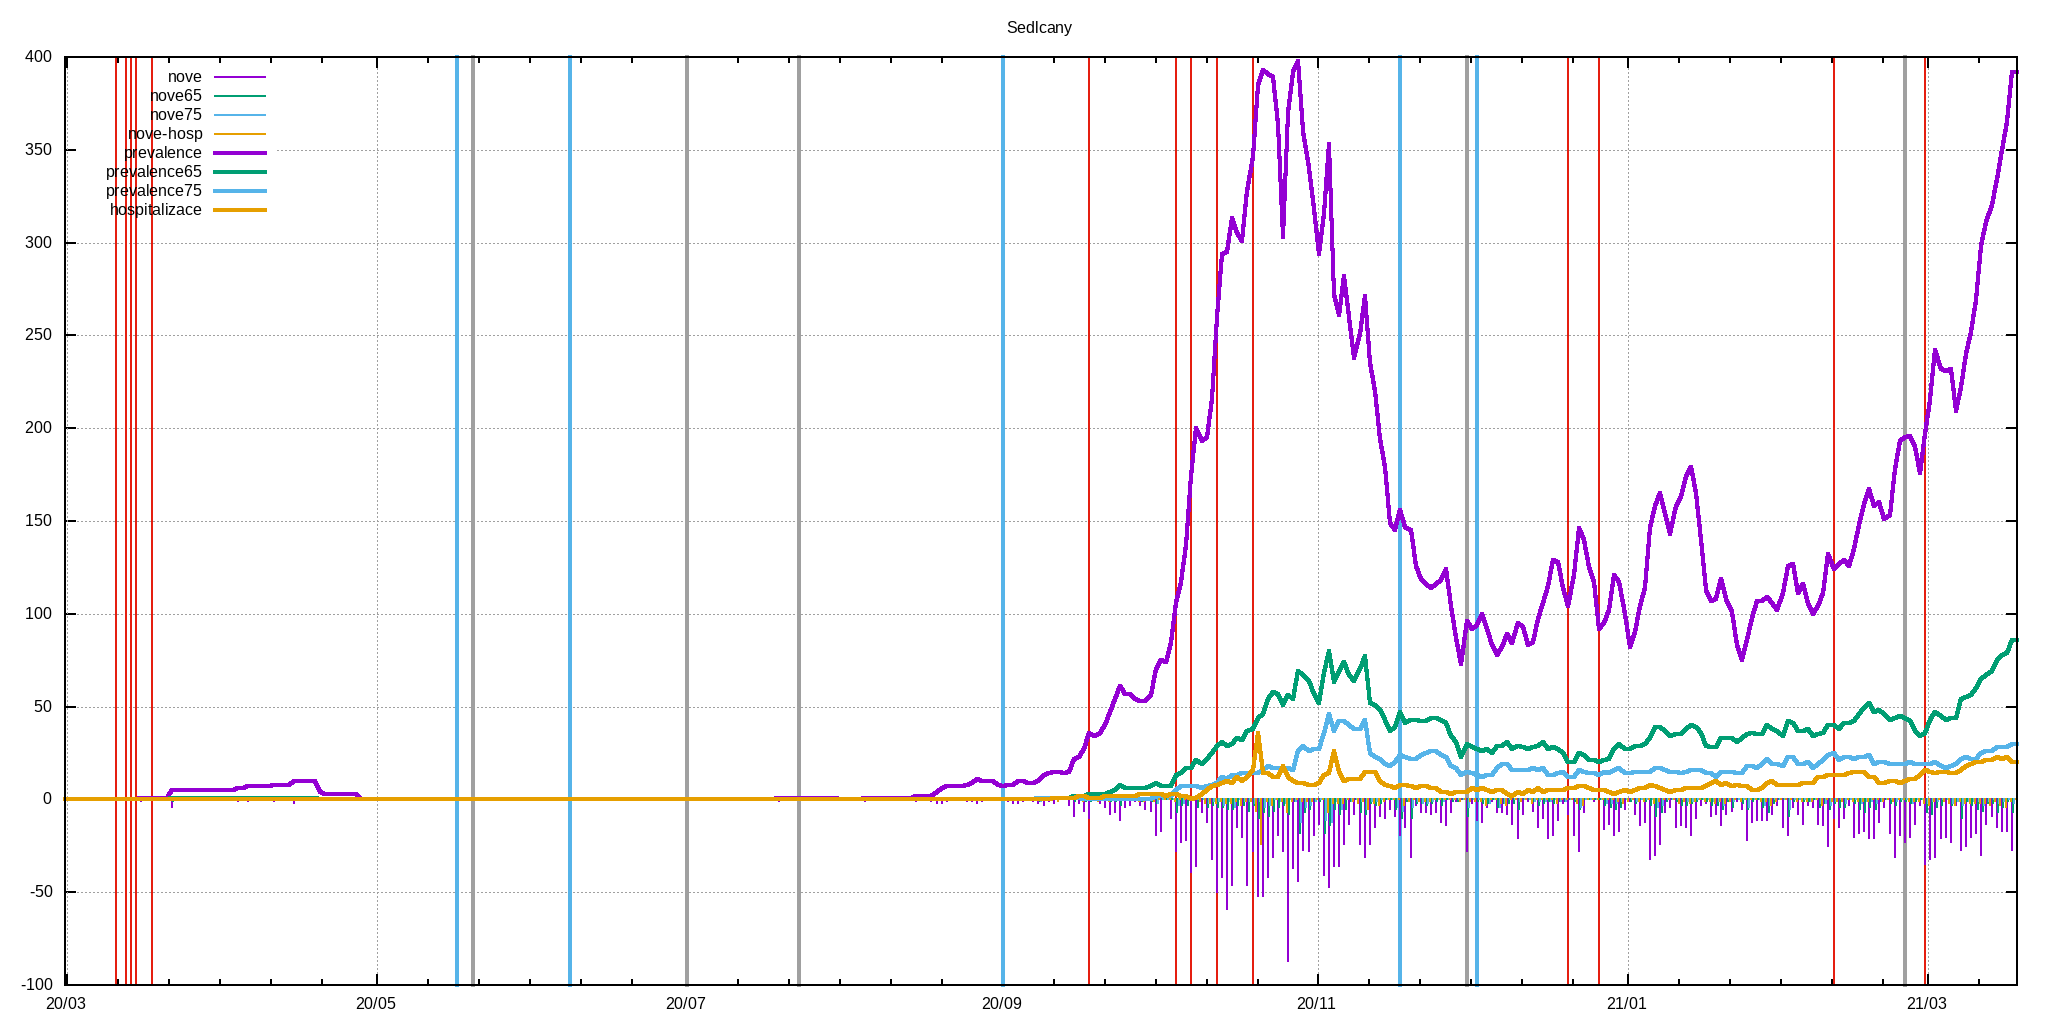 Sedlcany
400
350
300
250
200
150
100
50
0
-50
-100
nove
nove65
nove75
nove-hosp
prevalence
prevalence65
prevalence75
hospitalizace
20/03 20/05 20/07 20/09 20/11 21/01 21/03